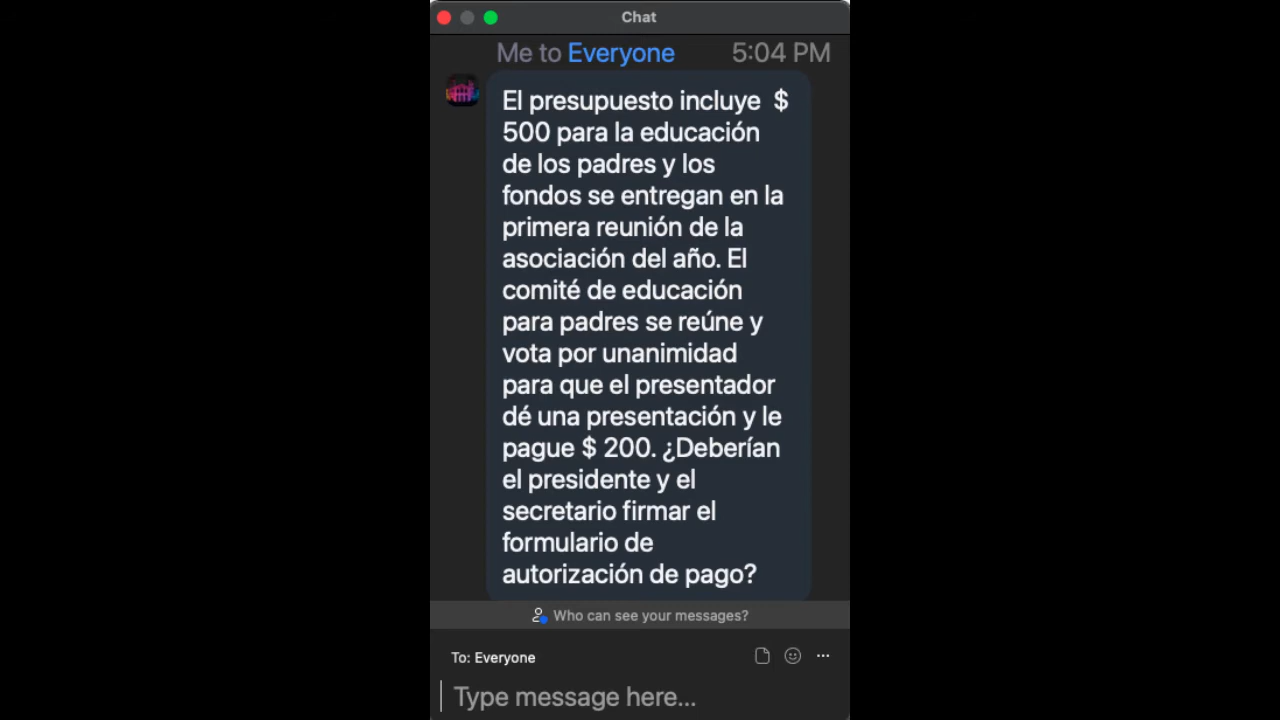 Chat
Me to Everyone 5:04 PM
El presupuesto incluye  $
500 para la educación
de los padres y los
fondos se entregan en la
primera reunión de la
asociación del año. El
comité de educación
para padres se reúne y
vota por unanimidad
para que el presentador
dé una presentación y le
pague $ 200. ¿Deberían
el presidente y el
secretario firmar el
formulario de
autorización de pago?
Who can see your messages?
To: Everyone
Type message here...